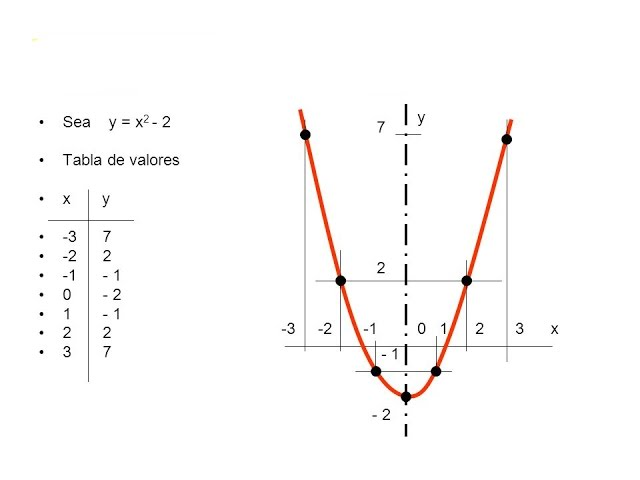 • Sea y = x² - 2
• Tabla de valores
• x y
• -3 7
• -2 2
• -1 - 1
• 0 - 2
• 1 - 1
• 2 2
• 3 7
y
7
2
-3 -2 -1 0 1 2 3 x
- 1
- 2